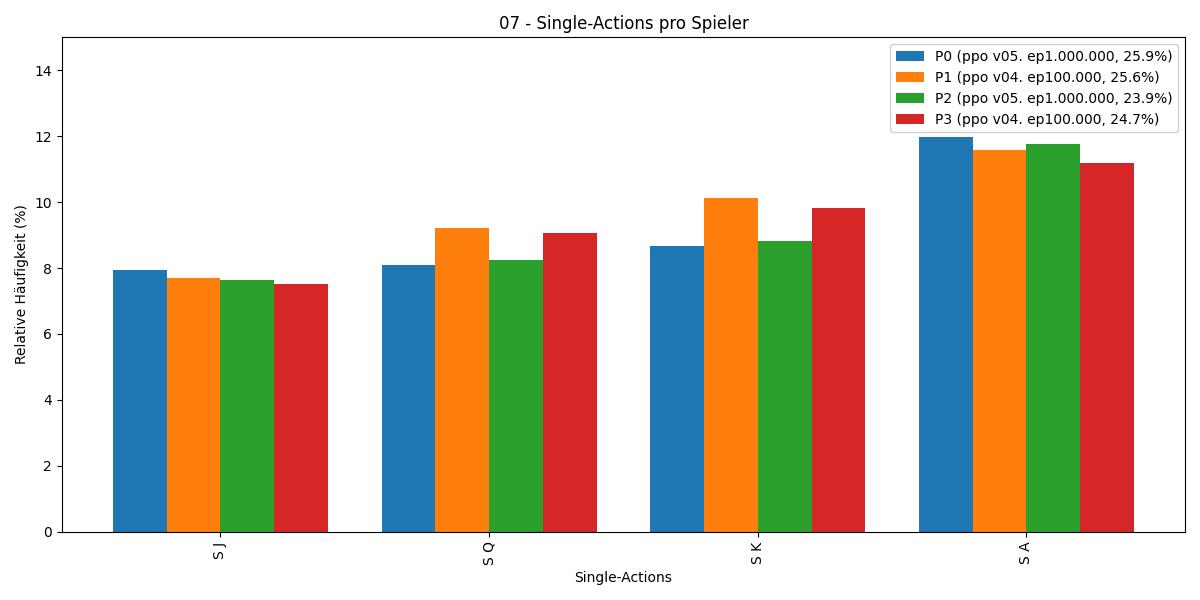 07 - Single-Actions pro Spieler
P0 (ppo v05. ep1.000.000, 25.9%)
P1 (ppo v04. ep100.000, 25.6%)
P2 (ppo v05. ep1.000.000, 23.9%)
P3 (ppo v04. ep100.000, 24.7%)
Relative Häufigkeit (%)
14
12
10
8
6
4
2
0
S J
S Q
S K
S A
Single-Actions